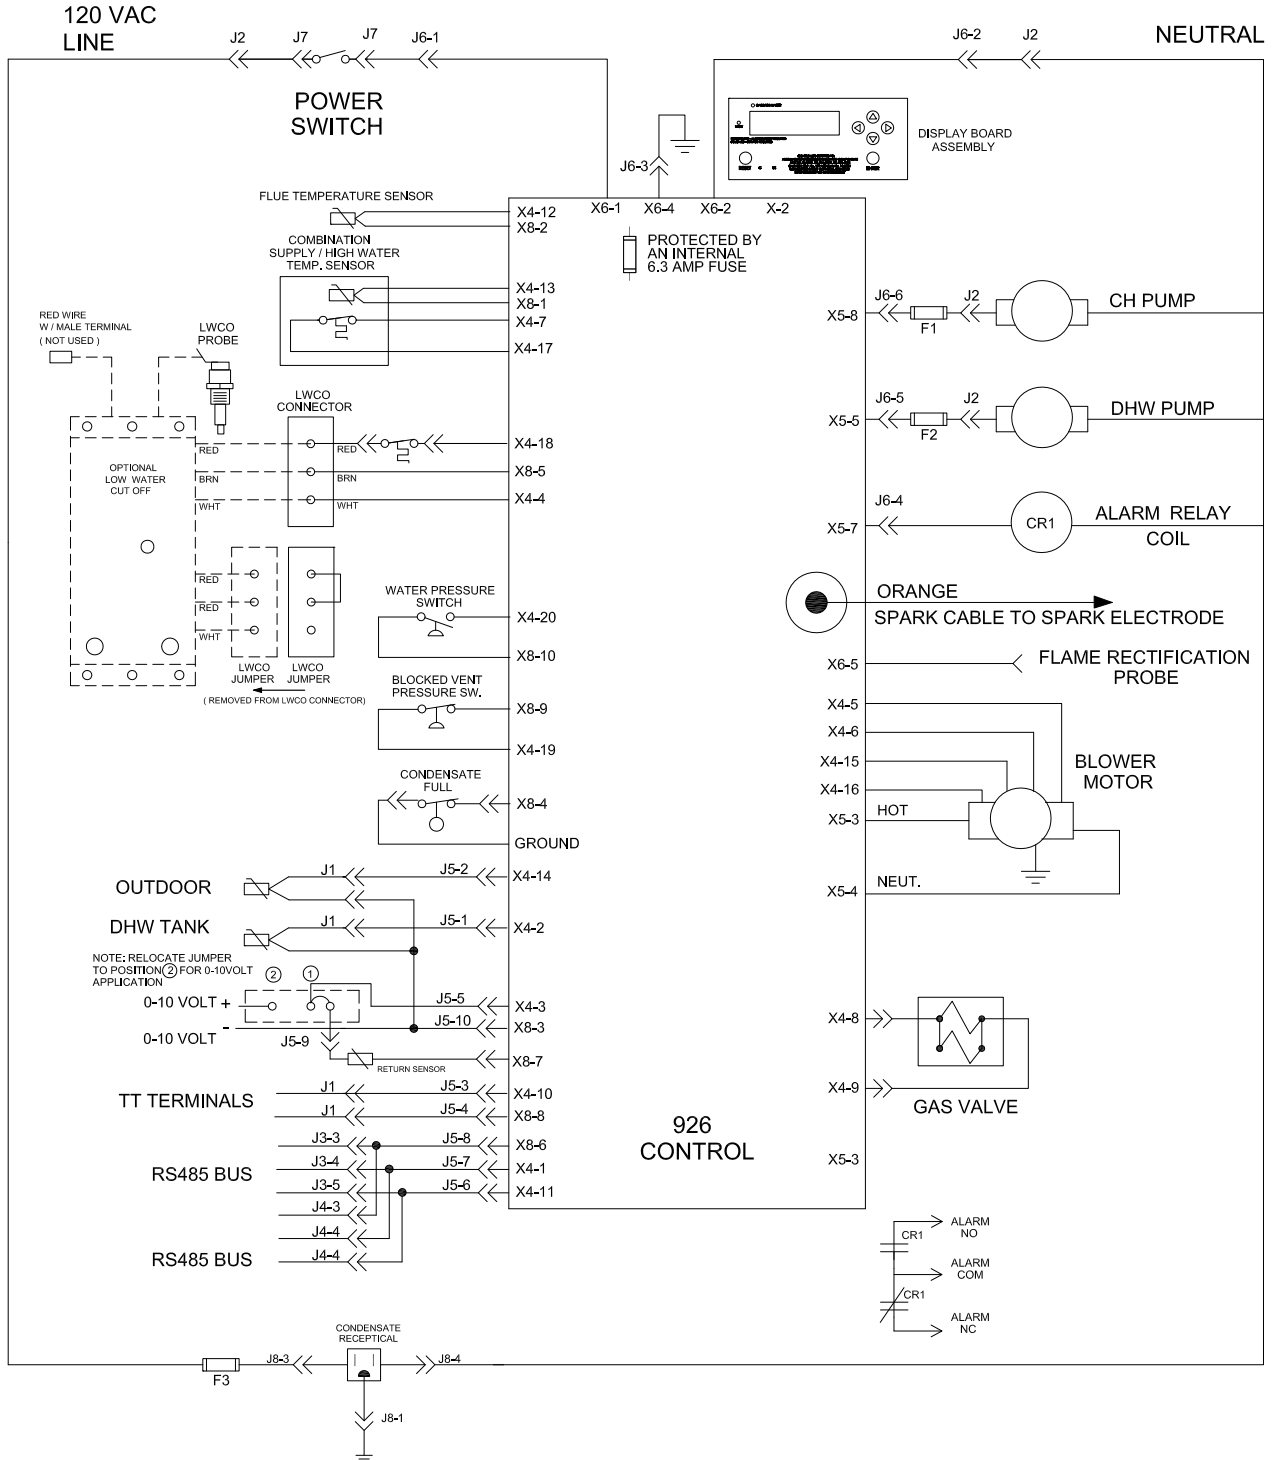 120 VAC
LINE
J2
J7
J7
J6-1
J6-2
J2
NEUTRAL
POWER
SWITCH
J6-3
DISPLAY BOARD
ASSEMBLY
FLUE TEMPERATURE SENSOR
X4-12
X8-2
X6-1
X6-4
X6-2
X-2
COMBINATION
SUPPLY / HIGH WATER
TEMP. SENSOR
PROTECTED BY
AN INTERNAL
6.3 AMP FUSE
X4-13
X8-1
X4-7
X4-17
RED WIRE
W / MALE TERMINAL
( NOT USED )
LWCO
PROBE
X5-8
J6-6
F1
J2
CH PUMP
LWCO
CONNECTOR
X5-5
J6-5
F2
J2
DHW PUMP
RED
RED
X4-18
OPTIONAL
LOW WATER
CUT OFF
BRN
BRN
X8-5
WHT
WHT
X4-4
X5-7
J6-4
CR1
ALARM RELAY
COIL
RED
RED
WHT
LWCO
JUMPER
LWCO
JUMPER
( REMOVED FROM LWCO CONNECTOR)
WATER PRESSURE
SWITCH
X4-20
X8-10
ORANGE
SPARK CABLE TO SPARK ELECTRODE
X6-5
FLAME RECTIFICATION
PROBE
BLOCKED VENT
PRESSURE SW.
X8-9
X4-19
X4-5
X4-6
X4-15
X4-16
X5-3
HOT
BLOWER
MOTOR
X5-4
NEUT.
CONDENSATE
FULL
X8-4
GROUND
OUTDOOR
J1
J5-2
X4-14
DHW TANK
J1
J5-1
X4-2
NOTE: RELOCATE JUMPER
TO POSITION 2 FOR 0-10VOLT
APPLICATION
2
1
0-10 VOLT +
J5-5
X4-3
-
0-10 VOLT
J5-10
X8-3
J5-9
RETURN SENSOR
X8-7
X4-8
X4-9
GAS VALVE
TT TERMINALS
J1
J5-3
X4-10
J1
J5-4
X8-8
926
CONTROL
X5-3
RS485 BUS
J3-3
J5-8
X8-6
J3-4
J5-7
X4-1
J3-5
J5-6
X4-11
RS485 BUS
J4-3
J4-4
J4-4
CR1
ALARM
NO
ALARM
COM
CR1
ALARM
NC
CONDENSATE
RECEPTICAL
F3
J8-3
J8-4
J8-1